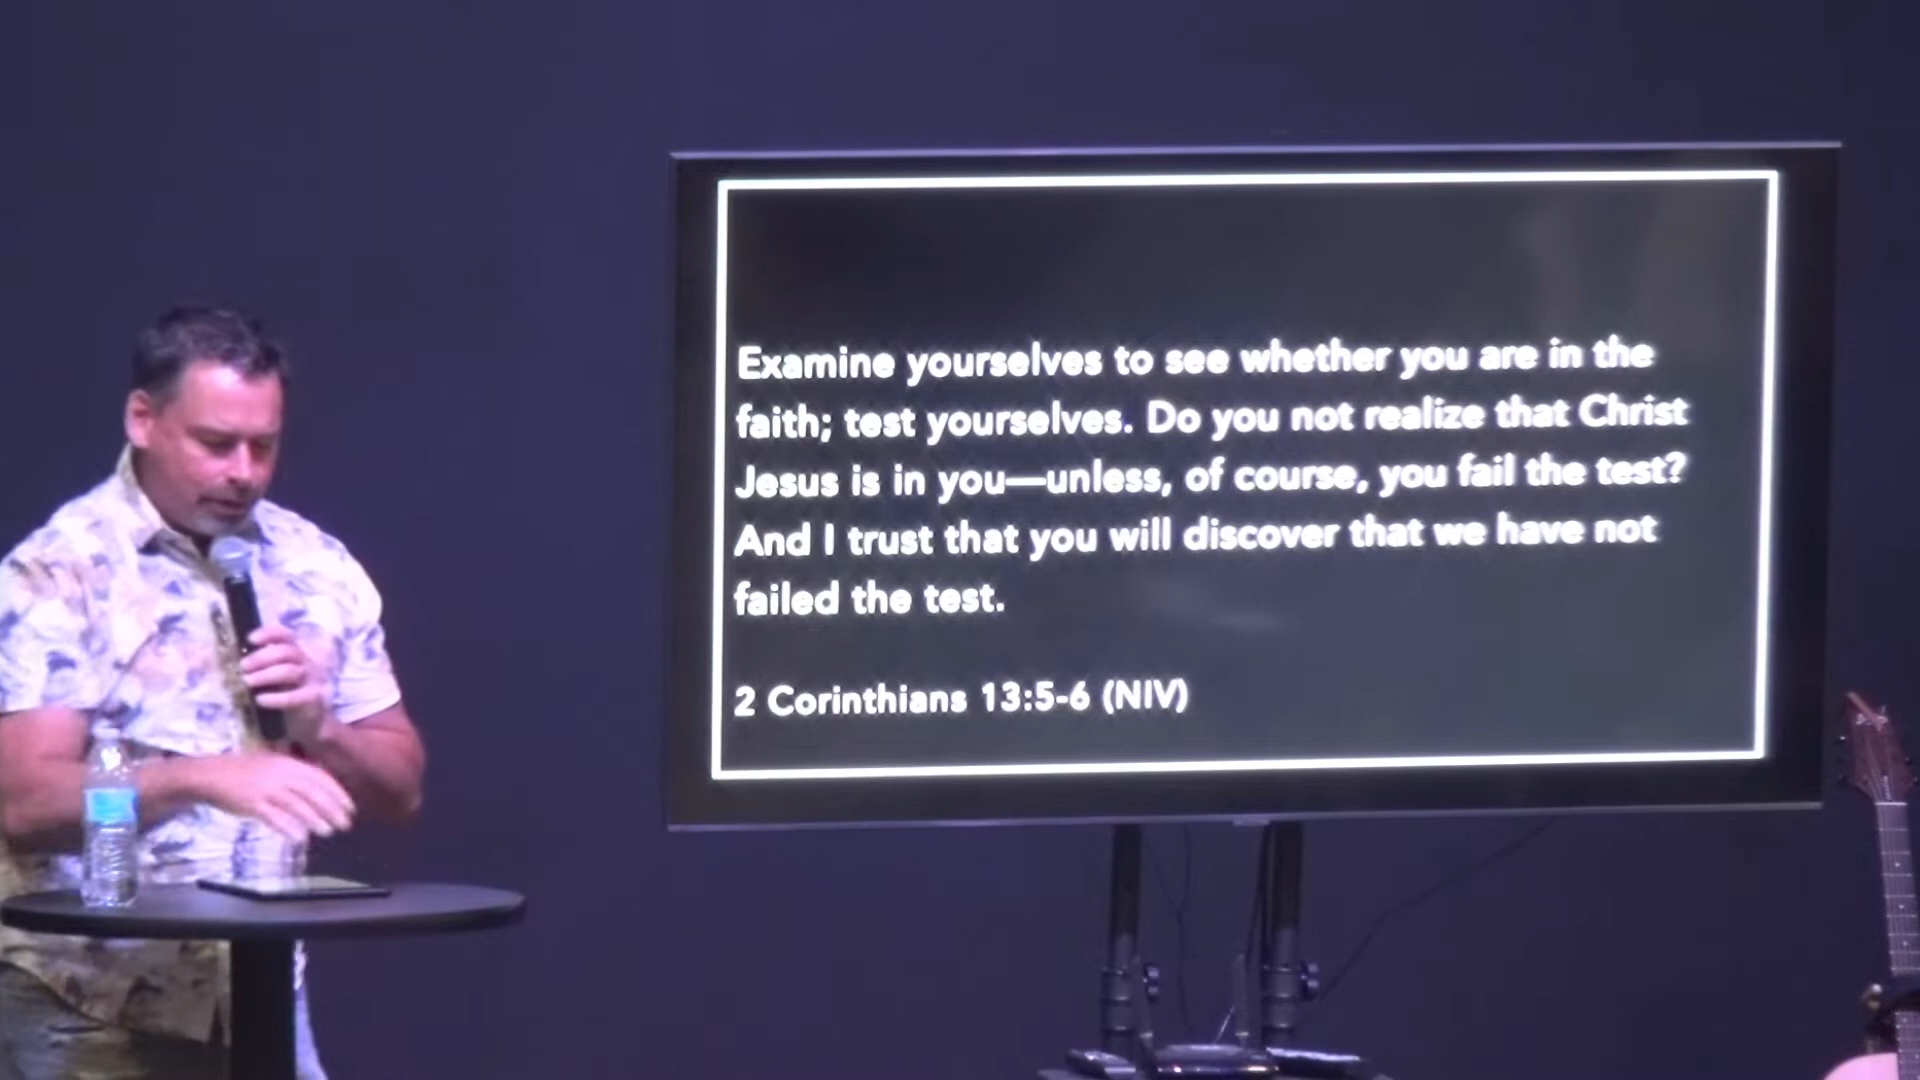 Examine yourselves to see whether you are in the
faith; test yourselves. Do you not realize that Christ
Jesus is in you—unless, of course, you fail the test?
And I trust that you will discover that we have not
failed the test.
2 Corinthians 13:5-6 (NIV)